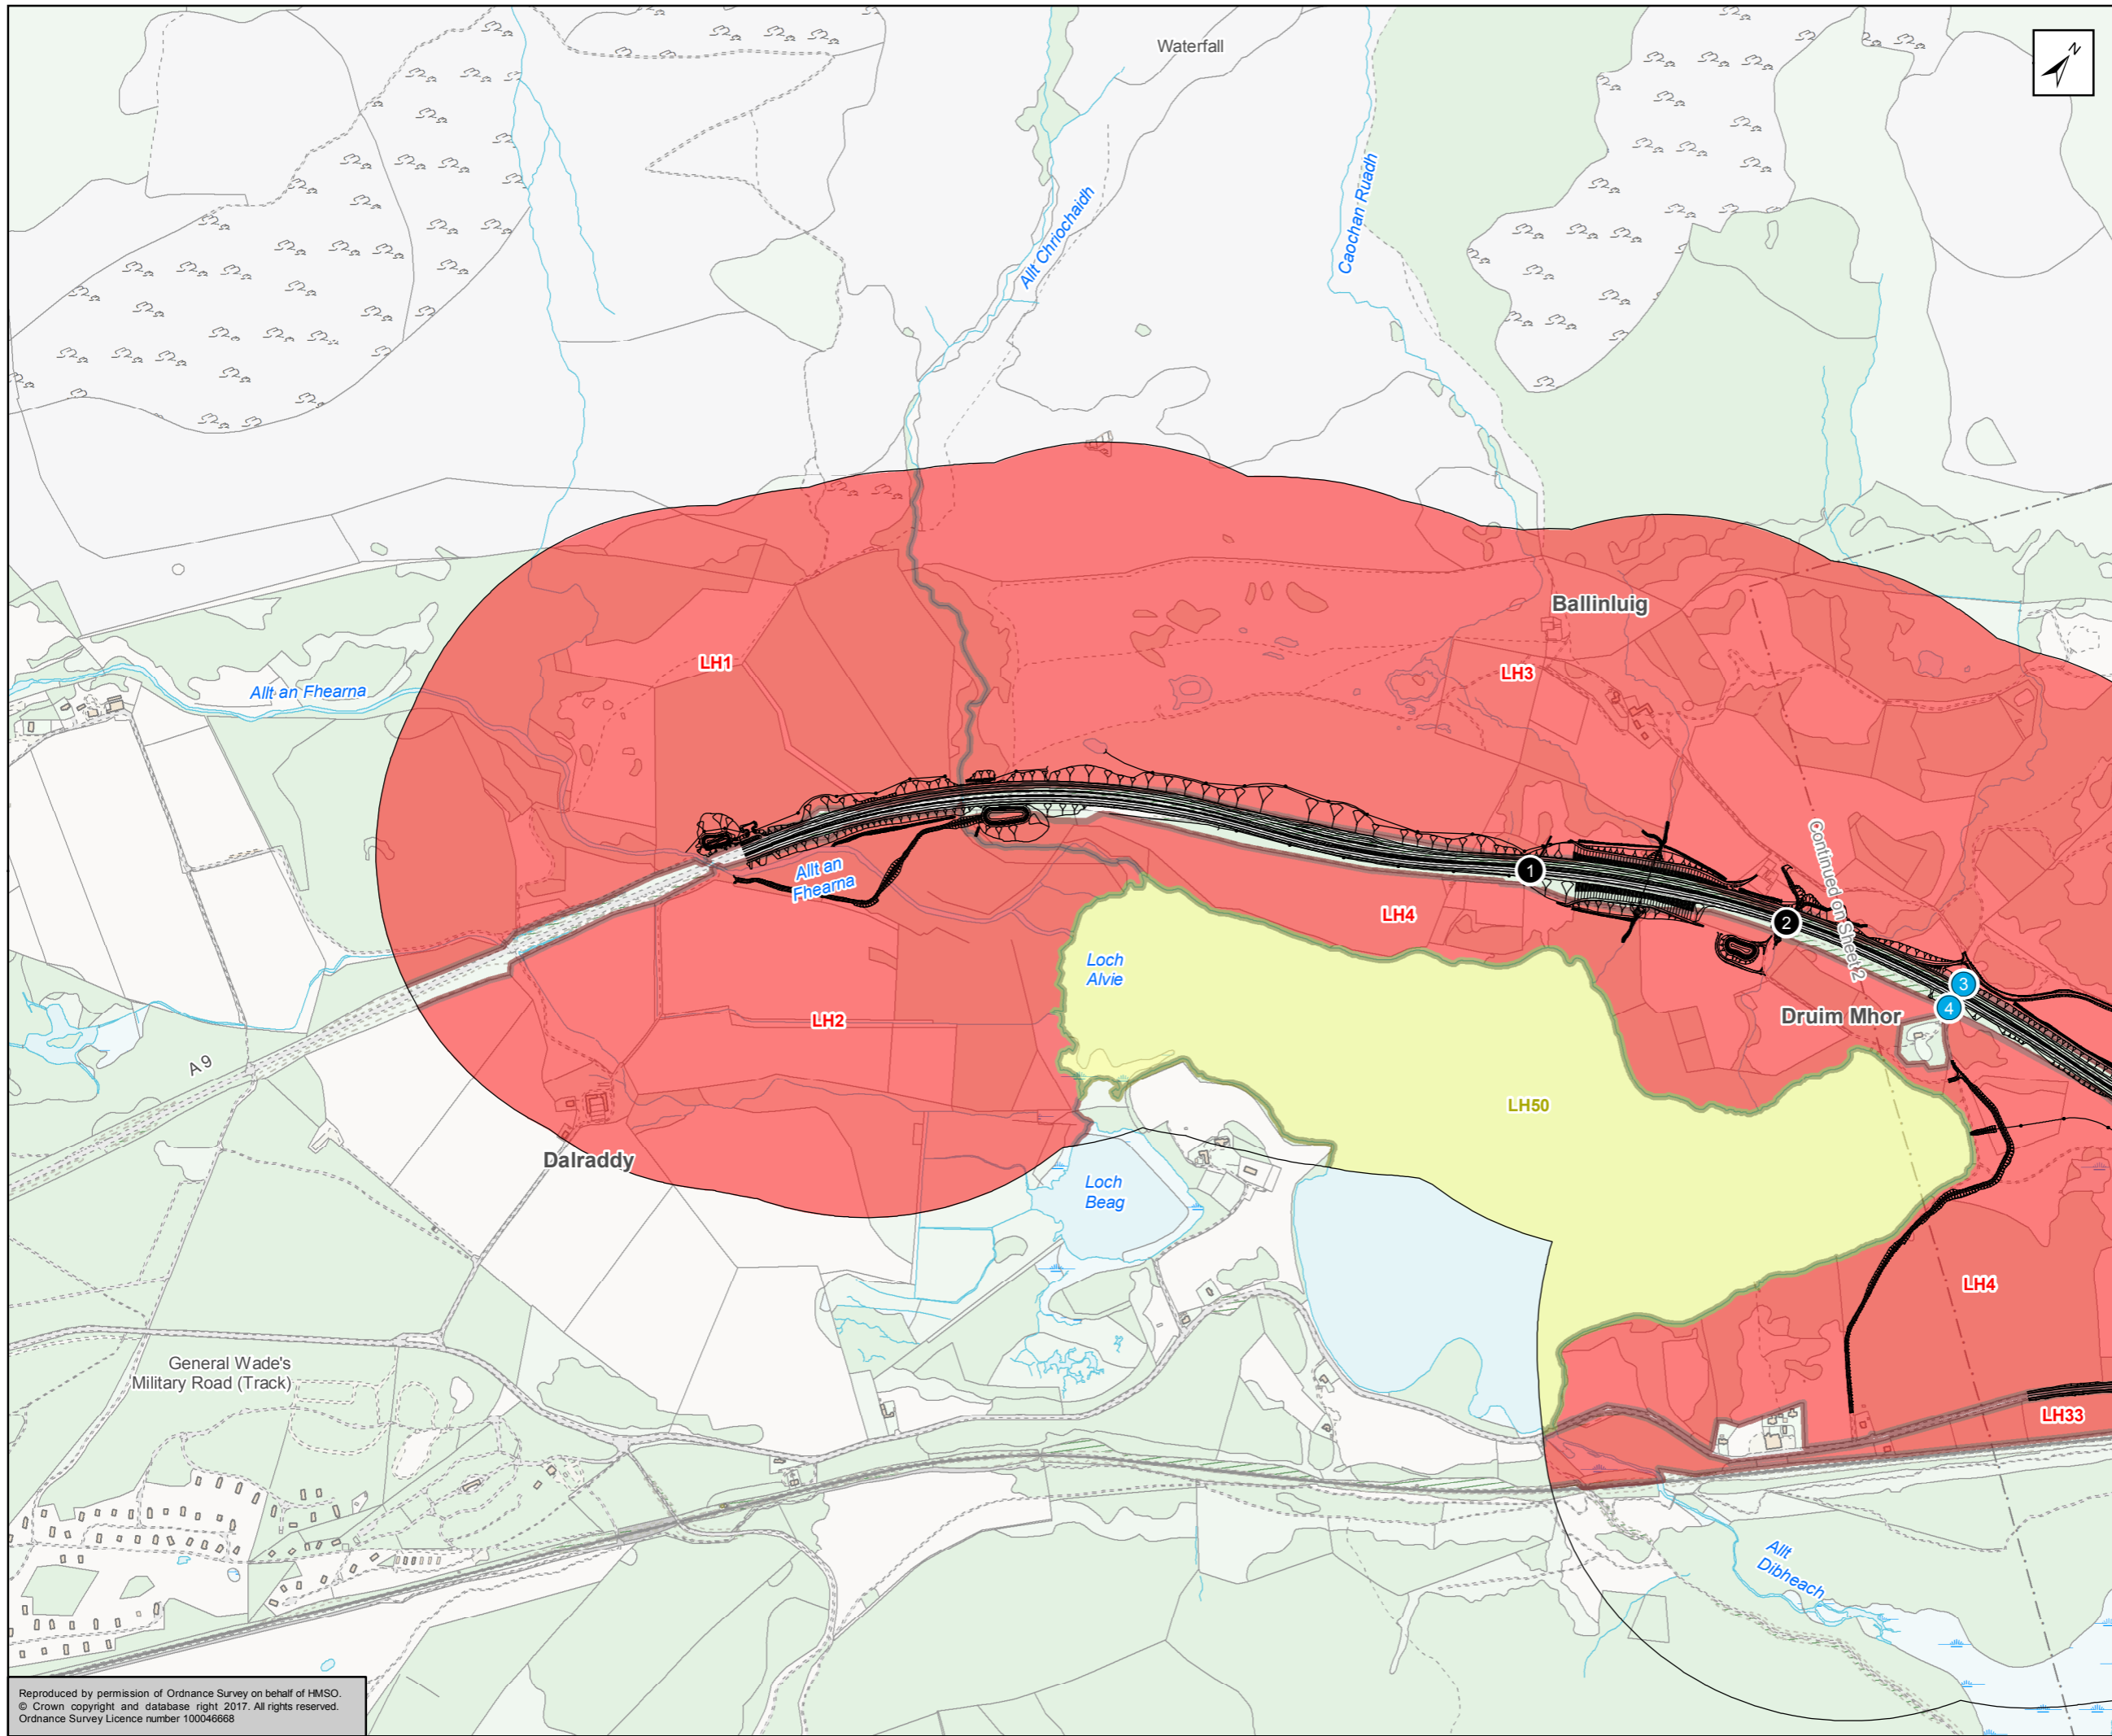 Waterfall
N
Allt Chriochaidh
Caochan Ruadh
Ballinluig
LH1
LH3
Allt an Fhearna
Continued on Sheet 2
Allt an
Fhearna
1
LH4
2
Loch
Alvie
3
4
Druim Mhor
LH2
A 9
LH50
Dalraddy
Loch
Beag
LH4
General Wade's
Military Road (Track)
LH33
Allt
Dibheach
Reproduced by permission of Ordnance Survey on behalf of HMSO.
© Crown copyright and database right 2017. All rights reserved.
Ordnance Survey Licence number 100046668